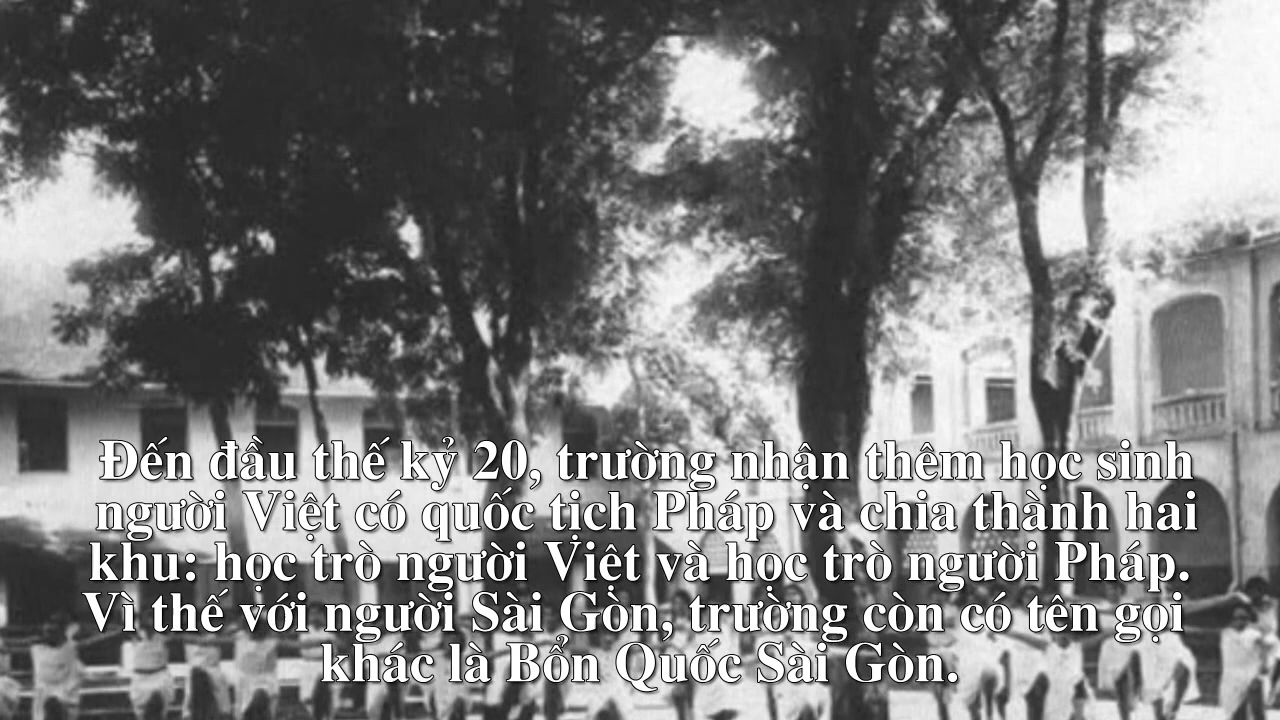 Đến đầu thế kỷ 20, trường nhận thêm học sinh
người Việt có quốc tịch Pháp và chia thành hai
khu: học trò người Việt và học trò người Pháp.
Vì thế với người Sài Gòn, trường còn có tên gọi
khác là Bổn Quốc Sài Gòn.